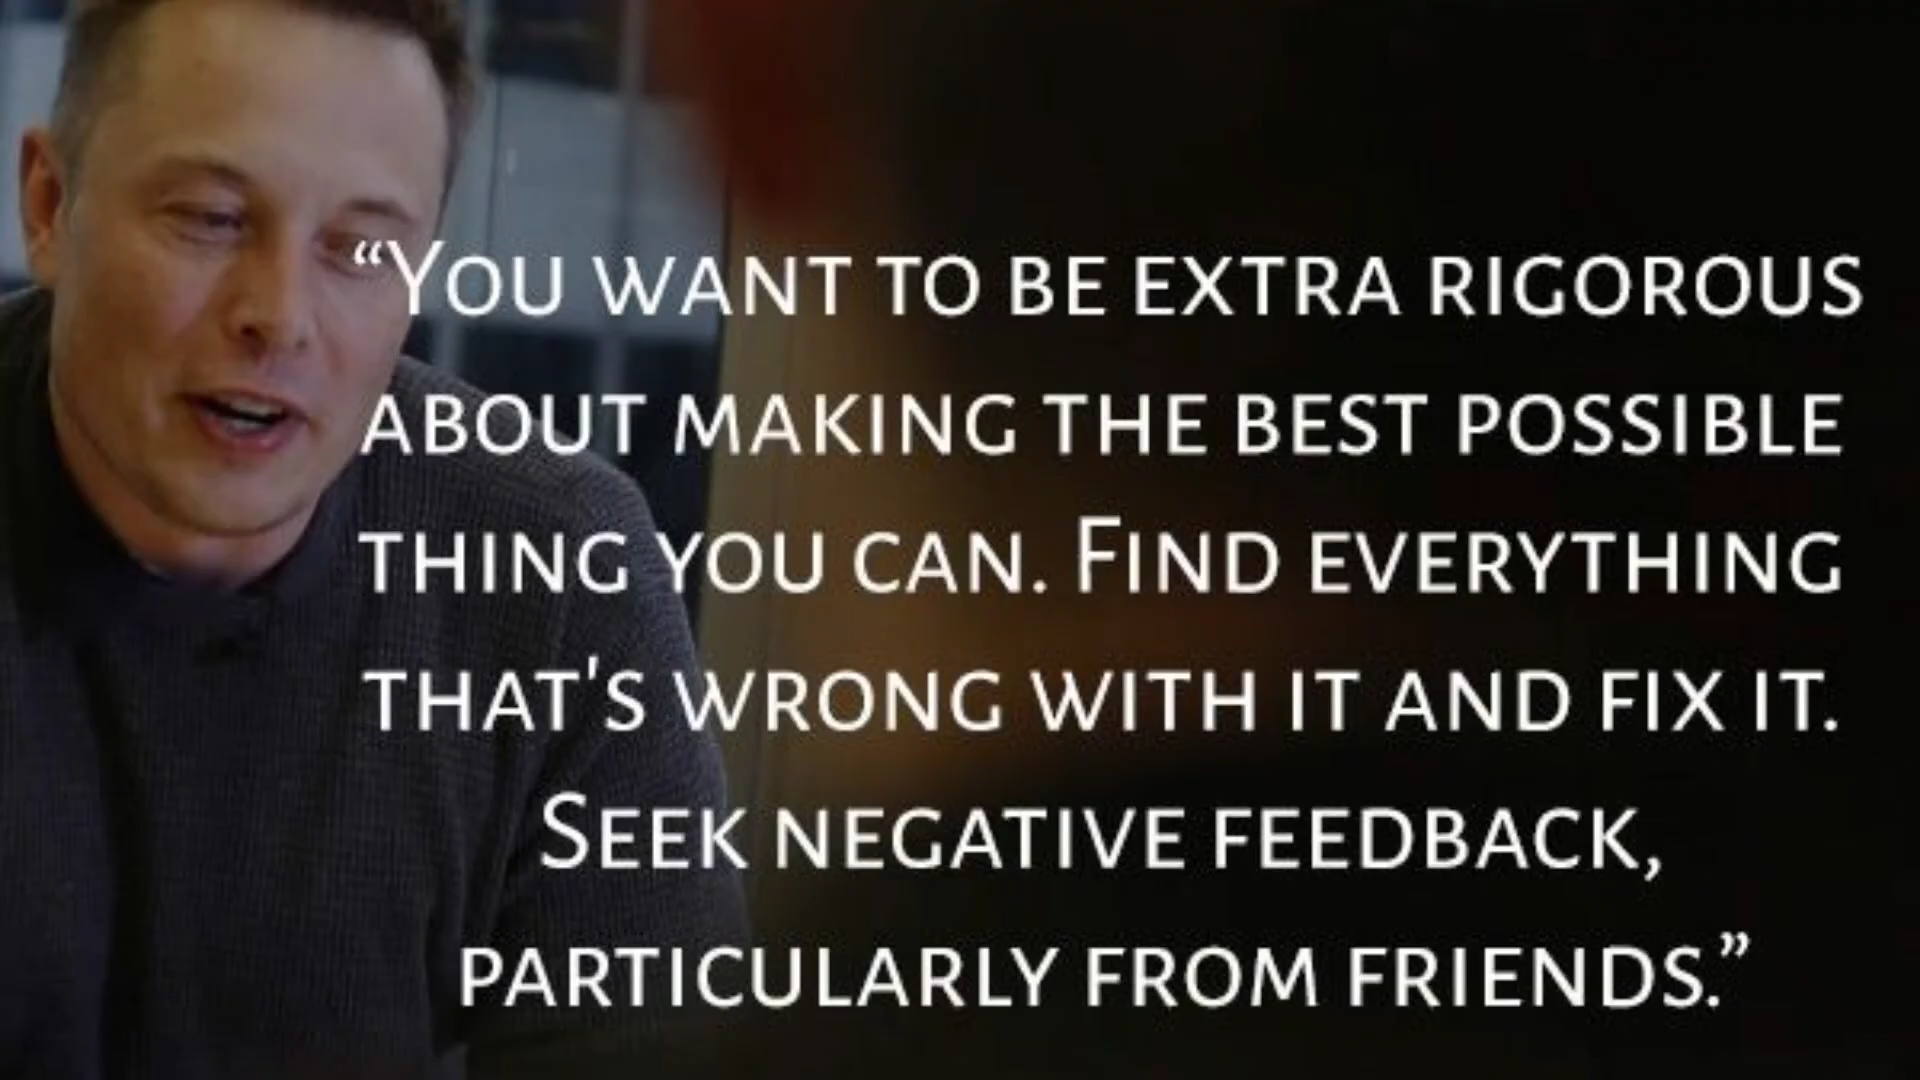 “You want to be extra rigorous
about making the best possible
thing you can. Find everything
that's wrong with it and fix it.
Seek negative feedback,
particularly from friends.”